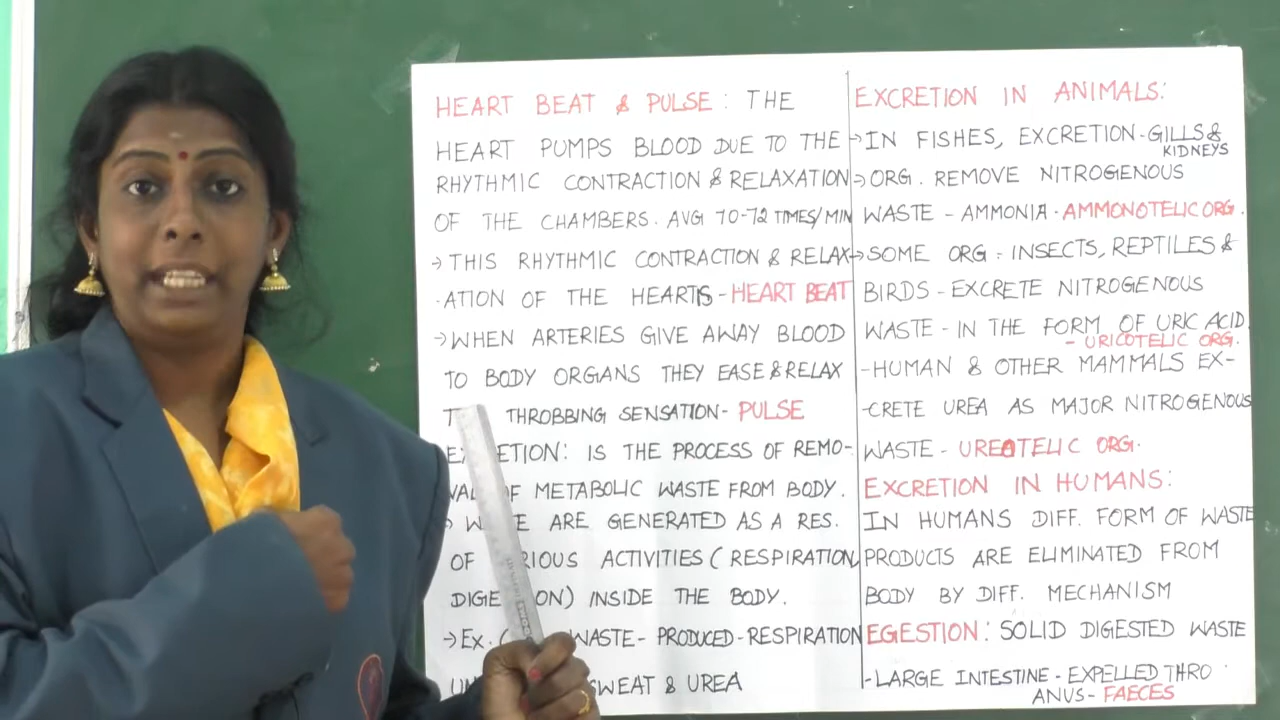 HEART BEAT & PULSE: THE
HEART PUMPS BLOOD DUE TO THE
RHYTHMIC CONTRACTION & RELAXATION
OF THE CHAMBERS. AVG 70-72 TIMES/MIN
→THIS RHYTHMIC CONTRACTION & RELAX-
-ATION OF THE HEART IS-HEART BEAT
→WHEN ARTERIES GIVE AWAY BLOOD
TO BODY ORGANS THEY EASE & RELAX
THROBBING SENSATION- PULSE
IS THE PROCESS OF REMO-
OF METABOLIC WASTE FROM BODY.
ARE GENERATED AS A RES.
OF ACTIVITIES (RESPIRATION,
INSIDE THE BODY.
→EX. WASTE- PRODUCED-RESPIRATION
SWEAT & UREA
EXCRETION IN ANIMALS:
→IN FISHES, EXCRETION-GILLS &
KIDNEYS
→ORG. REMOVE NITROGENOUS
WASTE - AMMONIA. AMMONOTELIC ORG.
→SOME ORG - INSECTS, REPTILES &
BIRDS - EXCRETE NITROGENOUS
WASTE - IN THE FORM OF URIC ACID
- URICOTELIC ORG.
-HUMAN & OTHER MAMMALS EX-
-CRETE UREA AS MAJOR NITROGENOUS
WASTE - UREOTELIC ORG.
EXCRETION IN HUMANS:
IN HUMANS DIFF. FORM OF WASTE
PRODUCTS ARE ELIMINATED FROM
BODY BY DIFF. MECHANISM
EGESTION: SOLID DIGESTED WASTE
-LARGE INTESTINE - EXPELLED THRO'
ANUS- FAECES